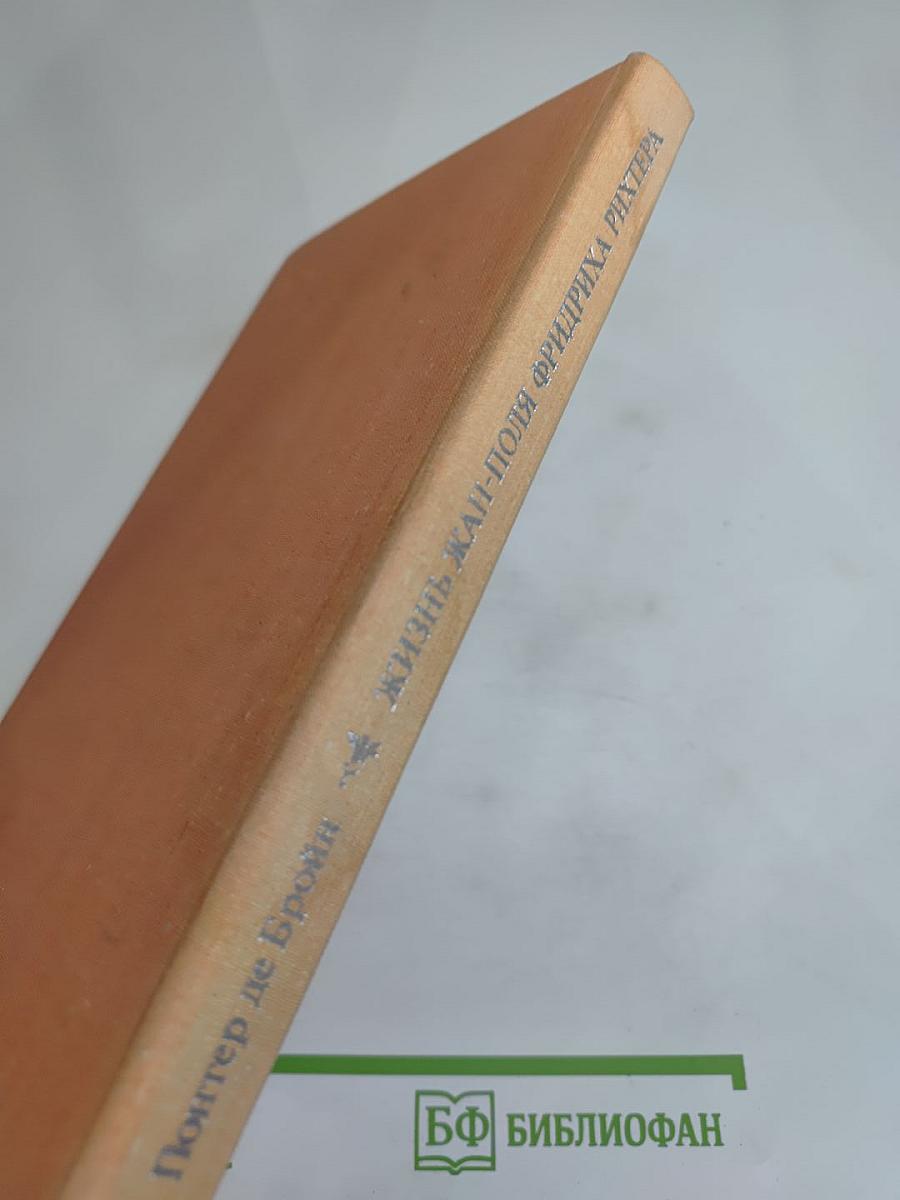 Гюнтер де Бройн ЖИЗНЬ ЖАН-ПОЛЯ ФРИДРИХА РИХТЕРА
БФ БИБЛИОФАН